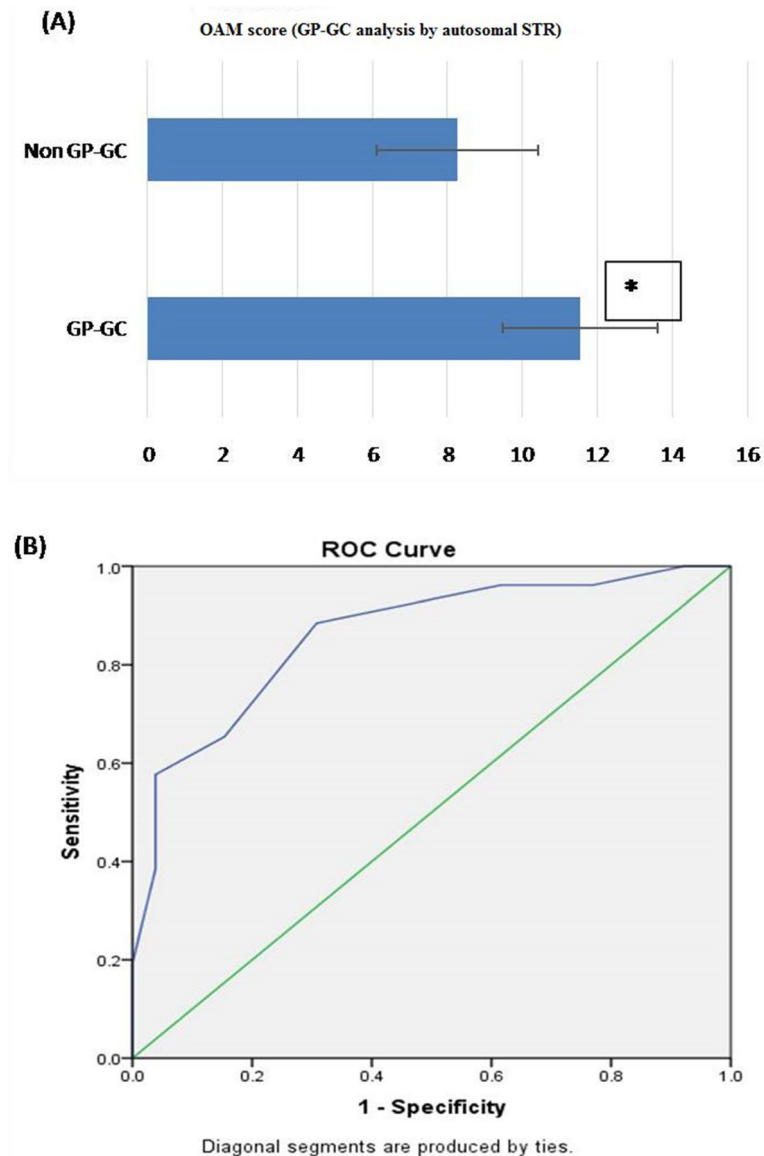 (A)
OAM score (GP-GC analysis by autosomal STR)
Non GP-GC
*
GP-GC
0 2 4 6 8 10 12 14 16
(B)
ROC Curve
1.0
0.8
0.6
0.4
0.2
0.0
Sensitivity
0.0 0.2 0.4 0.6 0.8 1.0
1 - Specificity
Diagonal segments are produced by ties.